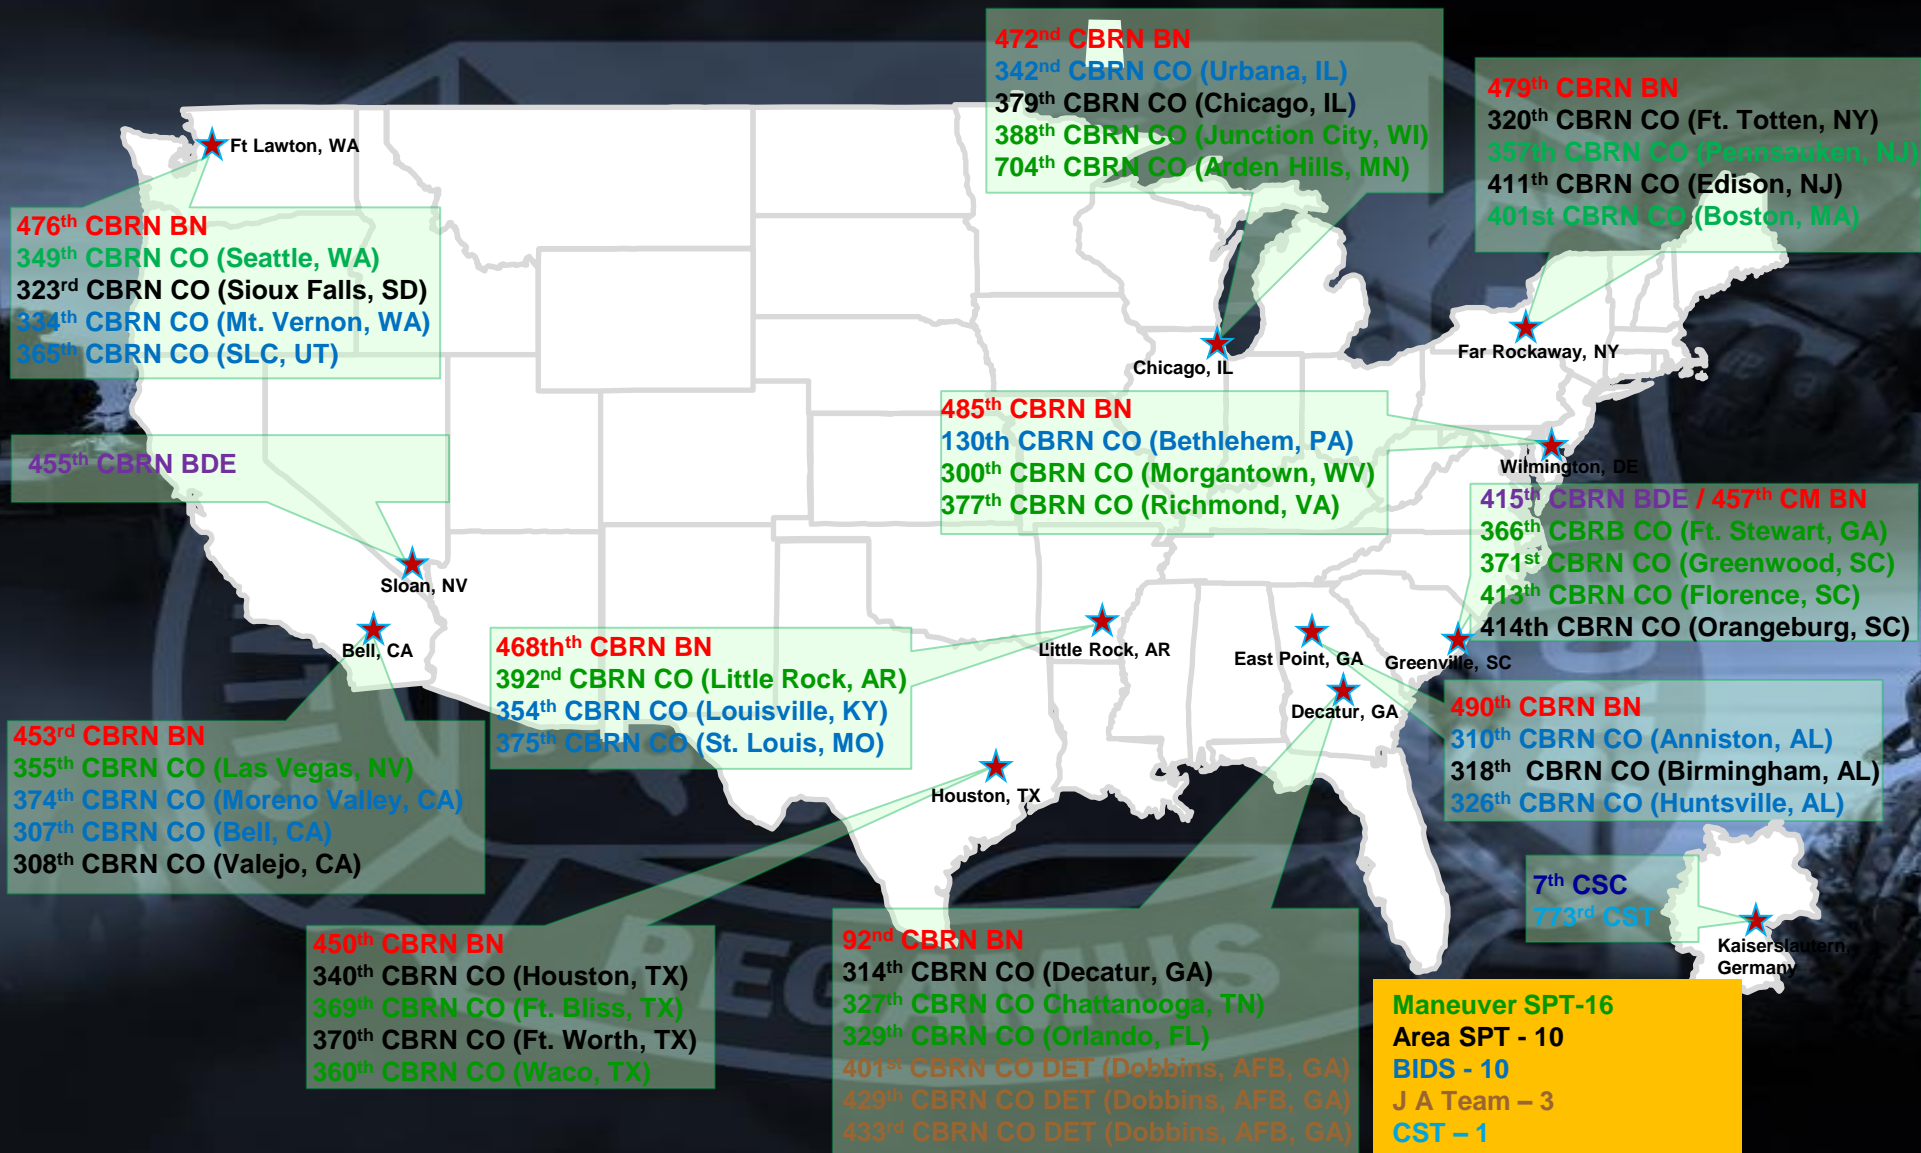 472nd CBRN BN
342nd CBRN CO (Urbana, IL)
379th CBRN CO (Chicago, IL)
388th CBRN CO (Junction City, WI)
704th CBRN CO (Arden Hills, MN)
479th CBRN BN
320th CBRN CO (Ft. Totten, NY)
357th CBRN CO (Pennsauken, NJ)
411th CBRN CO (Edison, NJ)
401st CBRN CO (Boston, MA)
Ft Lawton, WA
476th CBRN BN
349th CBRN CO (Seattle, WA)
323rd CBRN CO (Sioux Falls, SD)
334th CBRN CO (Mt. Vernon, WA)
365th CBRN CO (SLC, UT)
Chicago, IL
Far Rockaway, NY
485th CBRN BN
130th CBRN CO (Bethlehem, PA)
300th CBRN CO (Morgantown, WV)
377th CBRN CO (Richmond, VA)
Wilmington, DE
455th CBRN BDE
Sloan, NV
Bell, CA
415th CBRN BDE / 457th CM BN
366th CBRB CO (Ft. Stewart, GA)
371st CBRN CO (Greenwood, SC)
413th CBRN CO (Florence, SC)
414th CBRN CO (Orangeburg, SC)
468thth CBRN BN
392nd CBRN CO (Little Rock, AR)
354th CBRN CO (Louisville, KY)
375th CBRN CO (St. Louis, MO)
Little Rock, AR
East Point, GA
Greenville, SC
Decatur, GA
490th CBRN BN
310th CBRN CO (Anniston, AL)
318th CBRN CO (Birmingham, AL)
326th CBRN CO (Huntsville, AL)
453rd CBRN BN
355th CBRN CO (Las Vegas, NV)
374th CBRN CO (Moreno Valley, CA)
307th CBRN CO (Bell, CA)
308th CBRN CO (Valejo, CA)
Houston, TX
450th CBRN BN
340th CBRN CO (Houston, TX)
369th CBRN CO (Ft. Bliss, TX)
370th CBRN CO (Ft. Worth, TX)
360th CBRN CO (Waco, TX)
92nd CBRN BN
314th CBRN CO (Decatur, GA)
327th CBRN CO Chattanooga, TN)
329th CBRN CO (Orlando, FL)
401st CBRN CO DET (Dobbins, AFB, GA)
429th CBRN CO DET (Dobbins, AFB, GA)
433rd CBRN CO DET (Dobbins, AFB, GA)
7th CSC
773rd CST
Kaiserslautern,
Germany
Maneuver SPT-16
Area SPT - 10
BIDS - 10
J A Team – 3
CST – 1